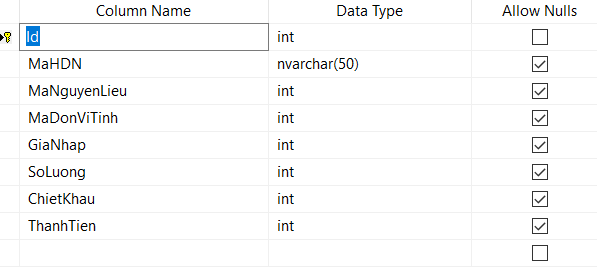 Column Name Data Type Allow Nulls
Id int
MaHDN nvarchar(50)
MaNguyenLieu int
MaDonViTinh int
GiaNhap int
SoLuong int
ChietKhau int
ThanhTien int